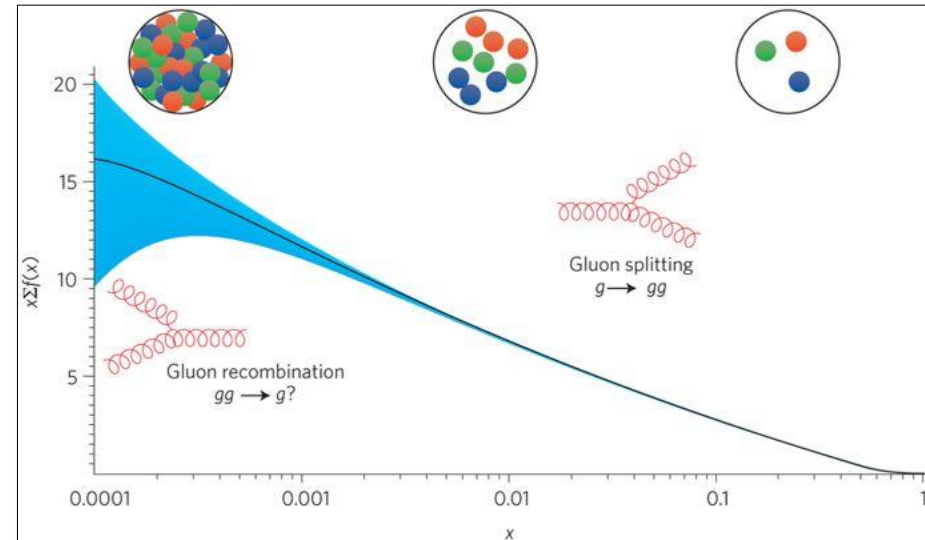 20
15
10
5
xΣf(x)
Gluon splitting
g → gg
Gluon recombination
gg → g?
0.0001
0.001
0.01
0.1
1
x